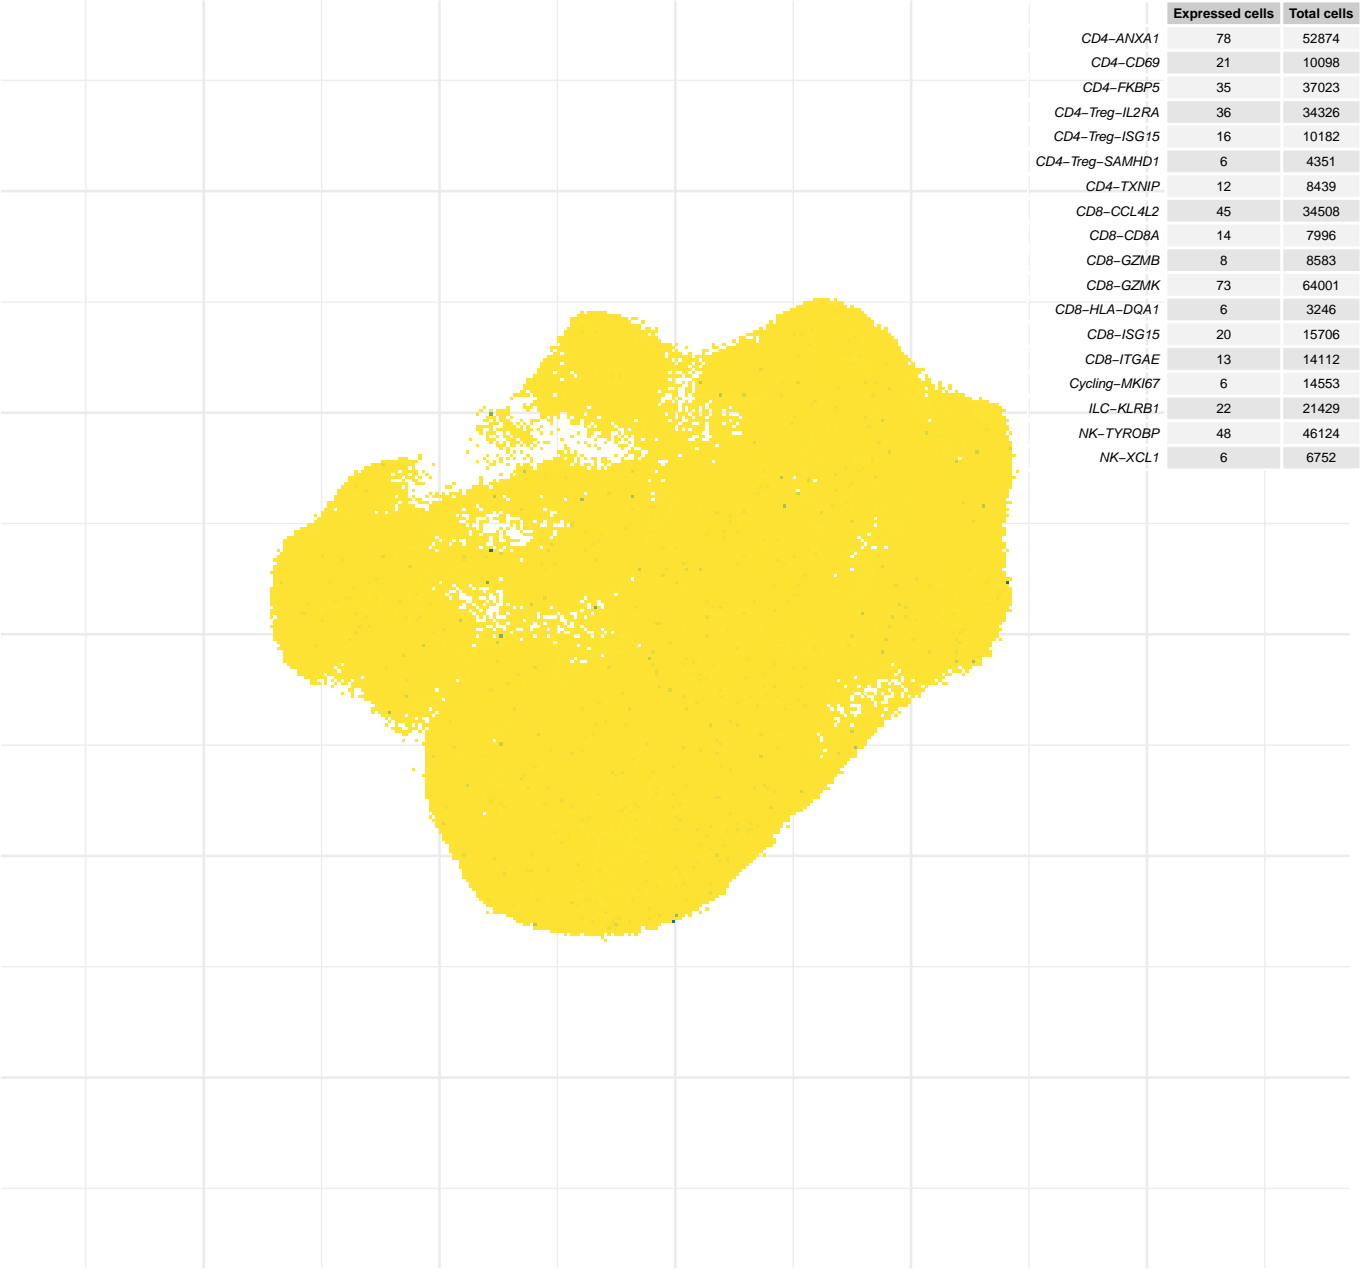 Expressed cells Total cells
CD4−ANXA1 78 52874
CD4−CD69 21 10098
CD4−FKBP5 35 37023
CD4−Treg−IL2RA 36 34326
CD4−Treg−ISG15 16 10182
CD4−Treg−SAMHD1 6 4351
CD4−TXNIP 12 8439
CD8−CCL4L2 45 34508
CD8−CD8A 14 7996
CD8−GZMB 8 8583
CD8−GZMK 73 64001
CD8−HLA−DQA1 6 3246
CD8−ISG15 20 15706
CD8−ITGAE 13 14112
Cycling−MKI67 6 14553
ILC−KLRB1 22 21429
NK−TYROBP 48 46124
NK−XCL1 6 6752